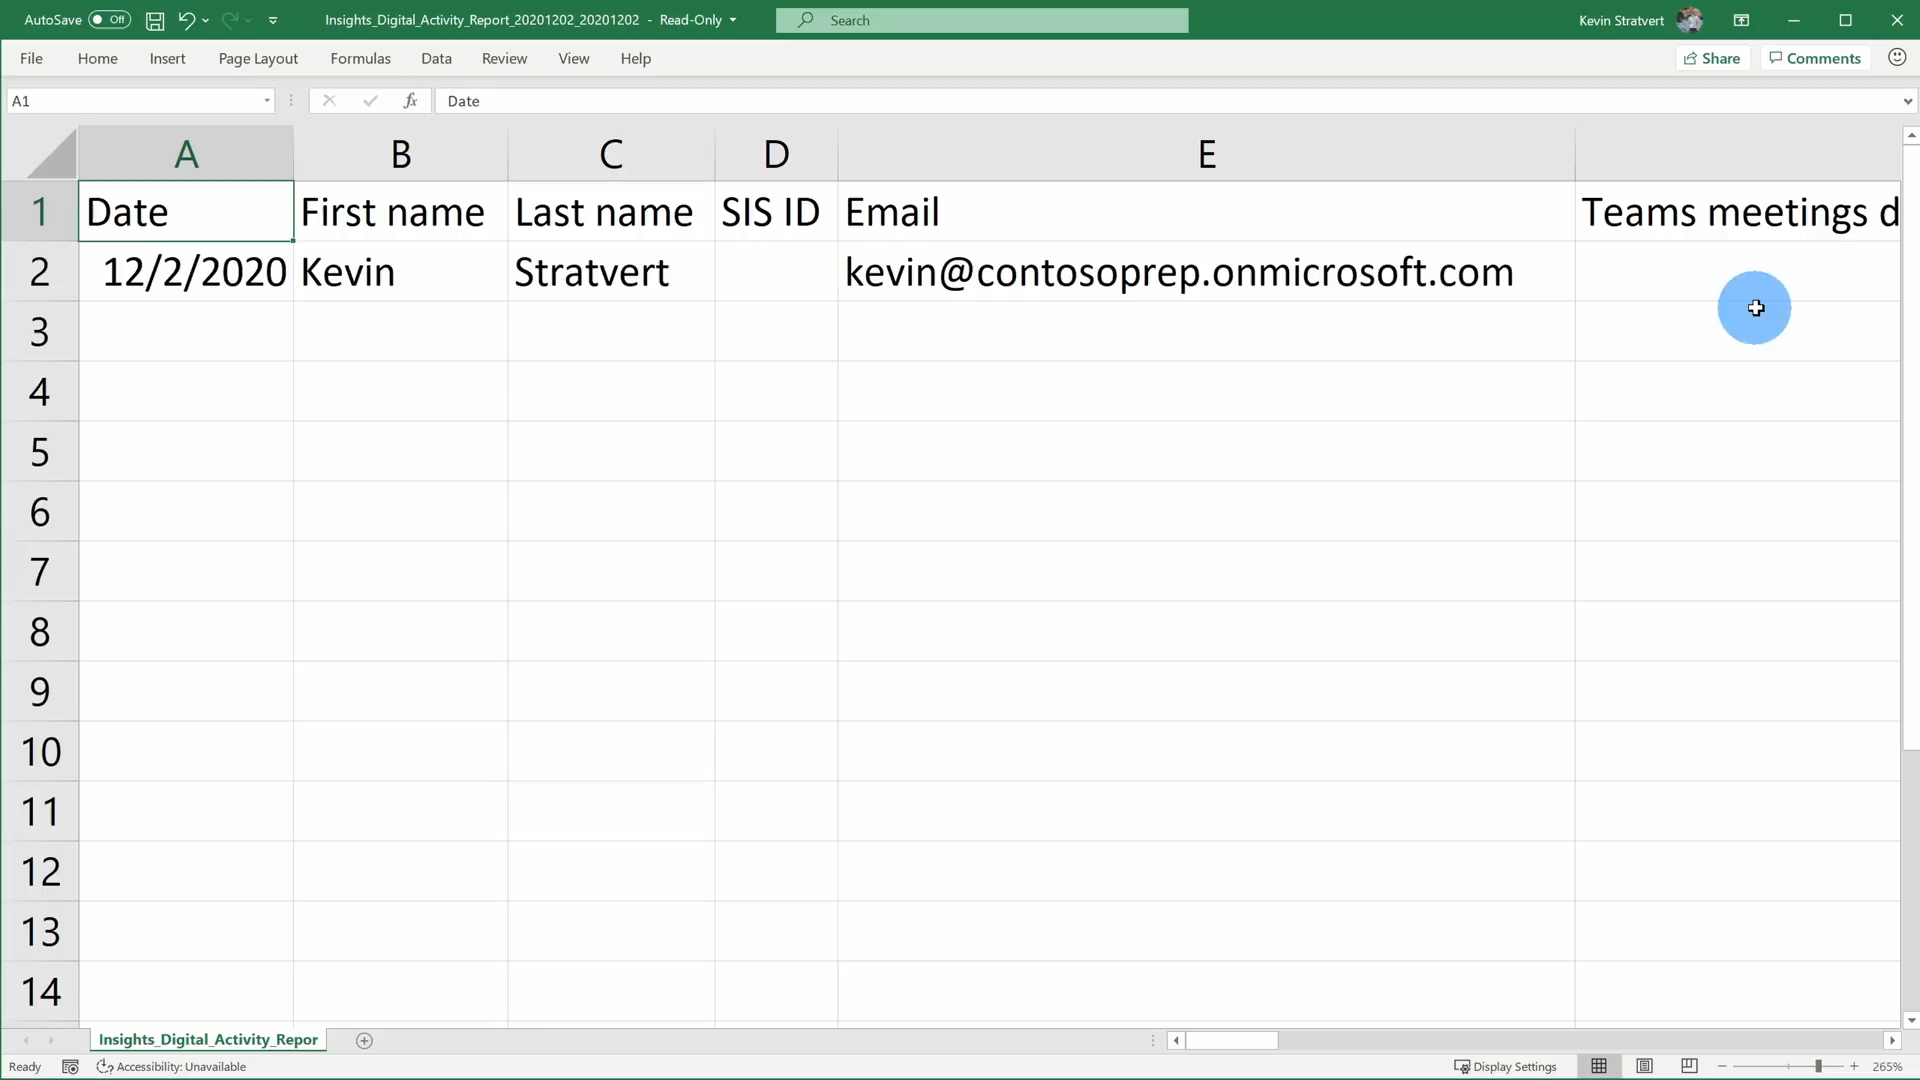 AutoSave Off Insights_Digital_Activity_Report_20201202_20201202 - Read-Only Search Kevin Stratvert
File Home Insert Page Layout Formulas Data Review View Help Share Comments
A1 fx Date
A B C D E
1 Date First name Last name SIS ID Email Teams meetings d
2 12/2/2020 Kevin Stratvert kevin@contosoprep.onmicrosoft.com
3
4
5
6
7
8
9
10
11
12
13
14
Insights_Digital_Activity_Repor
Ready Accessibility: Unavailable Display Settings 265%